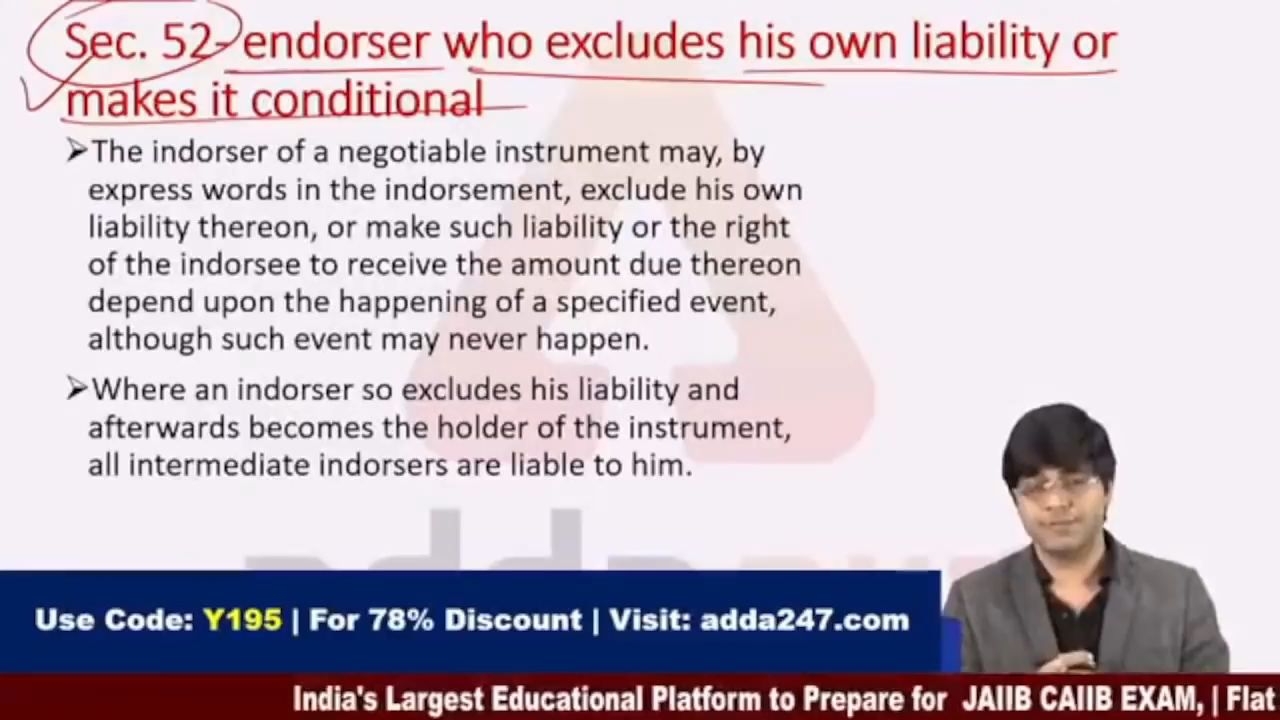 Sec. 52- endorser who excludes his own liability or
makes it conditional
➢The indorser of a negotiable instrument may, by
express words in the indorsement, exclude his own
liability thereon, or make such liability or the right
of the indorsee to receive the amount due thereon
depend upon the happening of a specified event,
although such event may never happen.
➢Where an indorser so excludes his liability and
afterwards becomes the holder of the instrument,
all intermediate indorsers are liable to him.
Use Code: Y195 | For 78% Discount | Visit: adda247.com
India's Largest Educational Platform to Prepare for JAIIB CAIIB EXAM, | Flat